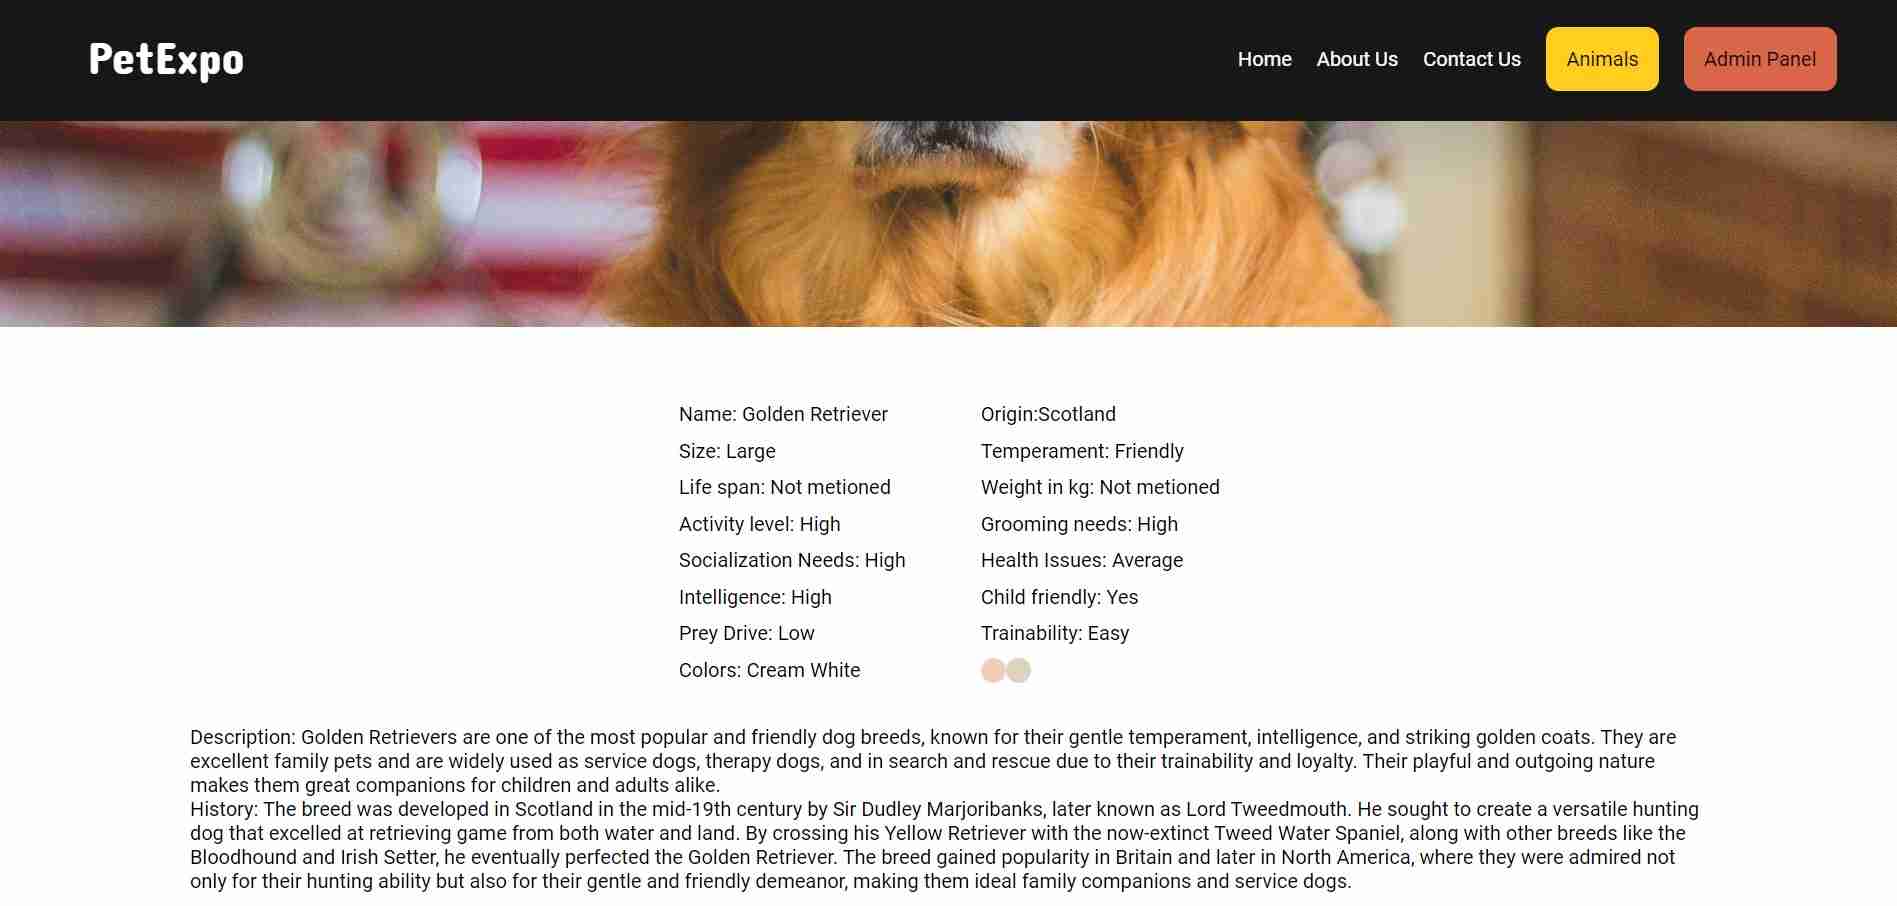 PetExpo
Home About Us Contact Us Animals Admin Panel
Name: Golden Retriever Origin:Scotland
Size: Large Temperament: Friendly
Life span: Not metioned Weight in kg: Not metioned
Activity level: High Grooming needs: High
Socialization Needs: High Health Issues: Average
Intelligence: High Child friendly: Yes
Prey Drive: Low Trainability: Easy
Colors: Cream White
Description: Golden Retrievers are one of the most popular and friendly dog breeds, known for their gentle temperament, intelligence, and striking golden coats. They are
excellent family pets and are widely used as service dogs, therapy dogs, and in search and rescue due to their trainability and loyalty. Their playful and outgoing nature
makes them great companions for children and adults alike.
History: The breed was developed in Scotland in the mid-19th century by Sir Dudley Marjoribanks, later known as Lord Tweedmouth. He sought to create a versatile hunting
dog that excelled at retrieving game from both water and land. By crossing his Yellow Retriever with the now-extinct Tweed Water Spaniel, along with other breeds like the
Bloodhound and Irish Setter, he eventually perfected the Golden Retriever. The breed gained popularity in Britain and later in North America, where they were admired not
only for their hunting ability but also for their gentle and friendly demeanor, making them ideal family companions and service dogs.